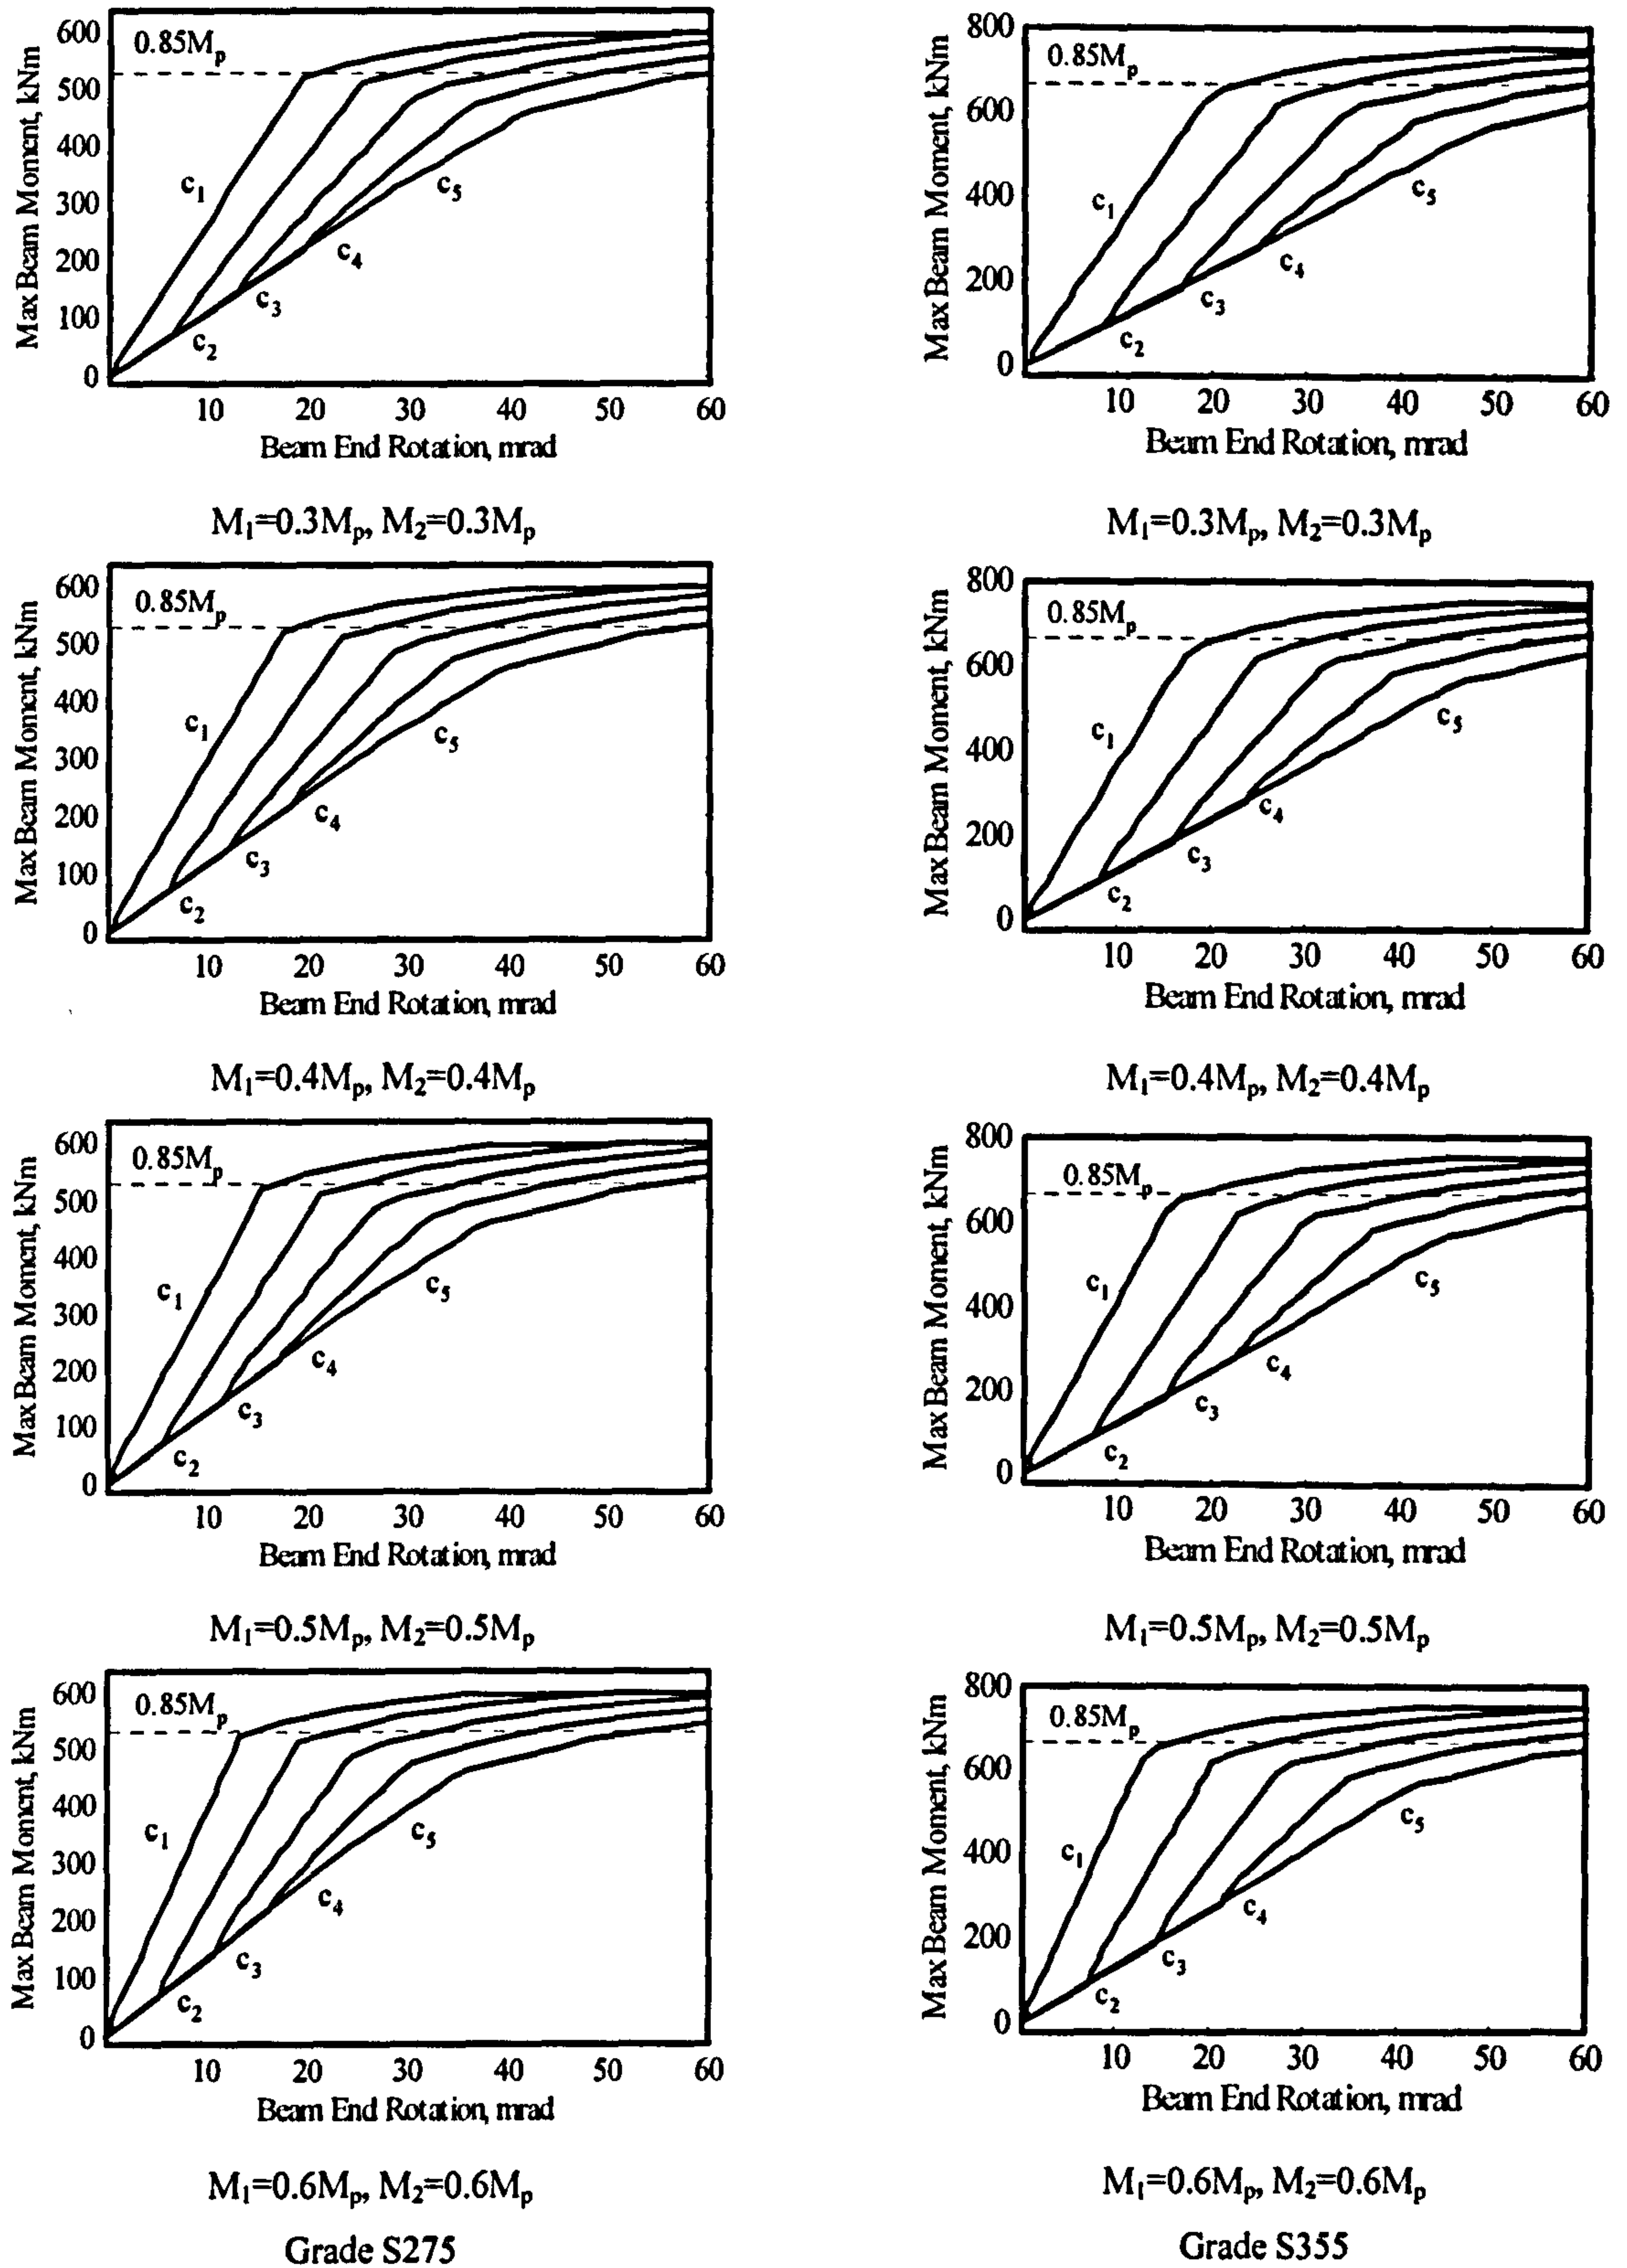 Max Beam Moment, kNm
600
500
400
300
200
100
0
0.85Mp
c1
c2
c3
c4
c5
10 20 30 40 50 60
Beam End Rotation, mrad
M1=0.3Mp, M2=0.3Mp
Max Beam Moment, kNm
800
600
400
200
0
0.85Mp
c1
c2
c3
c4
c5
10 20 30 40 50 60
Beam End Rotation, mrad
M1=0.3Mp, M2=0.3Mp
Max Beam Moment, kNm
600
500
400
300
200
100
0
0.85Mp
c1
c2
c3
c4
c5
10 20 30 40 50 60
Beam End Rotation, mrad
M1=0.4Mp, M2=0.4Mp
Max Beam Moment, kNm
800
600
400
200
0
0.85Mp
c1
c2
c3
c4
c5
10 20 30 40 50 60
Beam End Rotation, mrad
M1=0.4Mp, M2=0.4Mp
Max Beam Moment, kNm
600
500
400
300
200
100
0
0.85Mp
c1
c2
c3
c4
c5
10 20 30 40 50 60
Beam End Rotation, mrad
M1=0.5Mp, M2=0.5Mp
Max Beam Moment, kNm
800
600
400
200
0
0.85Mp
c1
c2
c3
c4
c5
10 20 30 40 50 60
Beam End Rotation, mrad
M1=0.5Mp, M2=0.5Mp
Max Beam Moment, kNm
600
500
400
300
200
100
0
0.85Mp
c1
c2
c3
c4
c5
10 20 30 40 50 60
Beam End Rotation, mrad
M1=0.6Mp, M2=0.6Mp
Grade S275
Max Beam Moment, kNm
800
600
400
200
0
0.85Mp
c1
c2
c3
c4
c5
10 20 30 40 50 60
Beam End Rotation, mrad
M1=0.6Mp, M2=0.6Mp
Grade S355